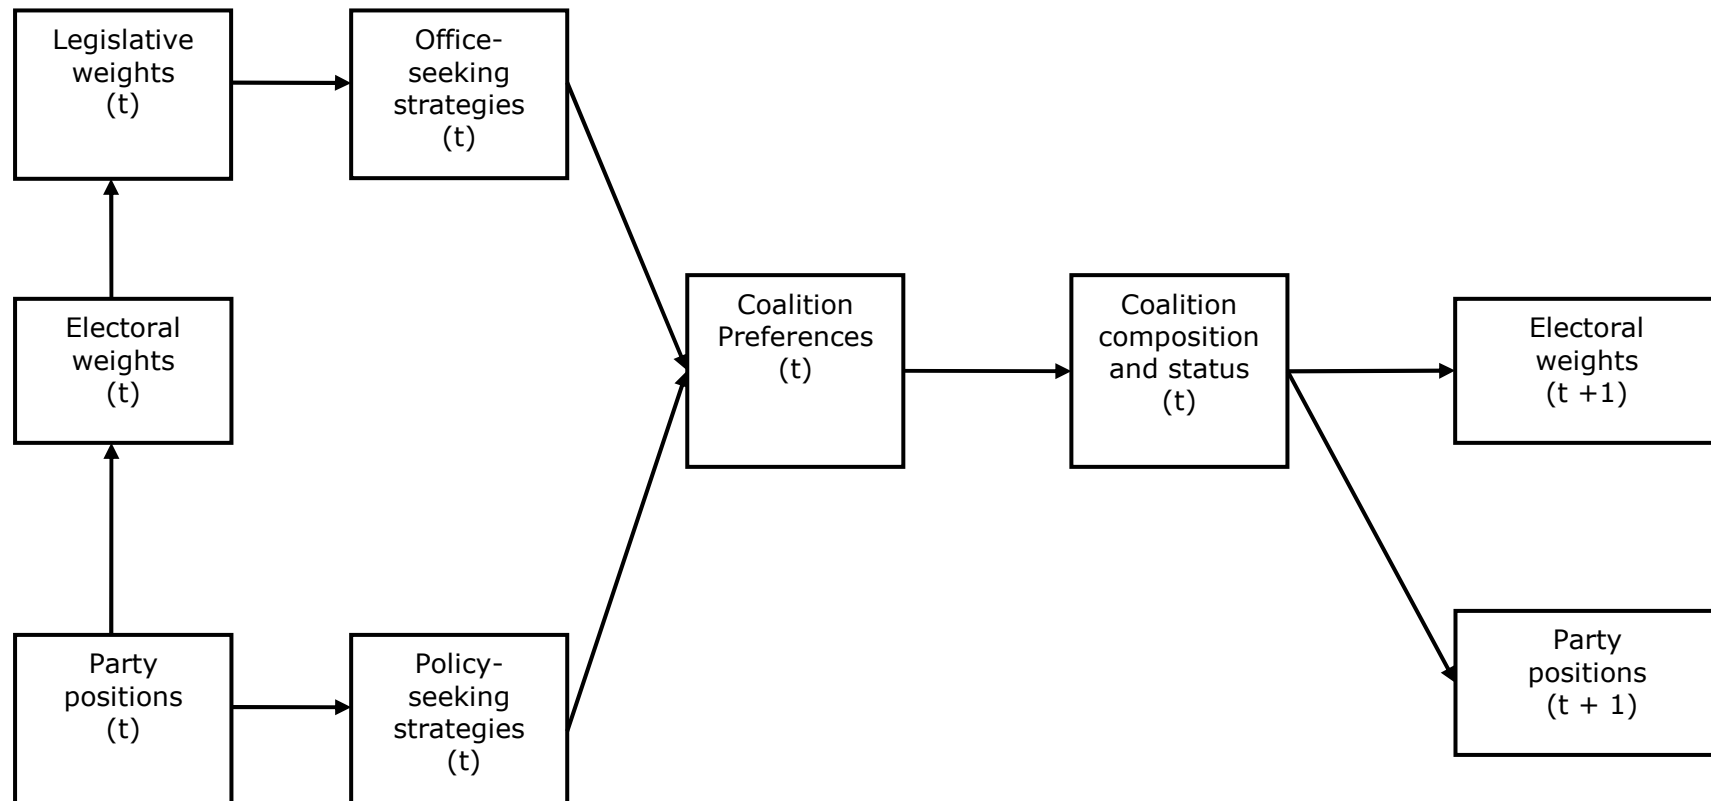 Legislative
weights
(t)
Office-
seeking
strategies
(t)
Electoral
weights
(t)
Coalition
Preferences
(t)
Coalition
composition
and status
(t)
Electoral
weights
(t +1)
Party
positions
(t)
Policy-
seeking
strategies
(t)
Party
positions
(t + 1)